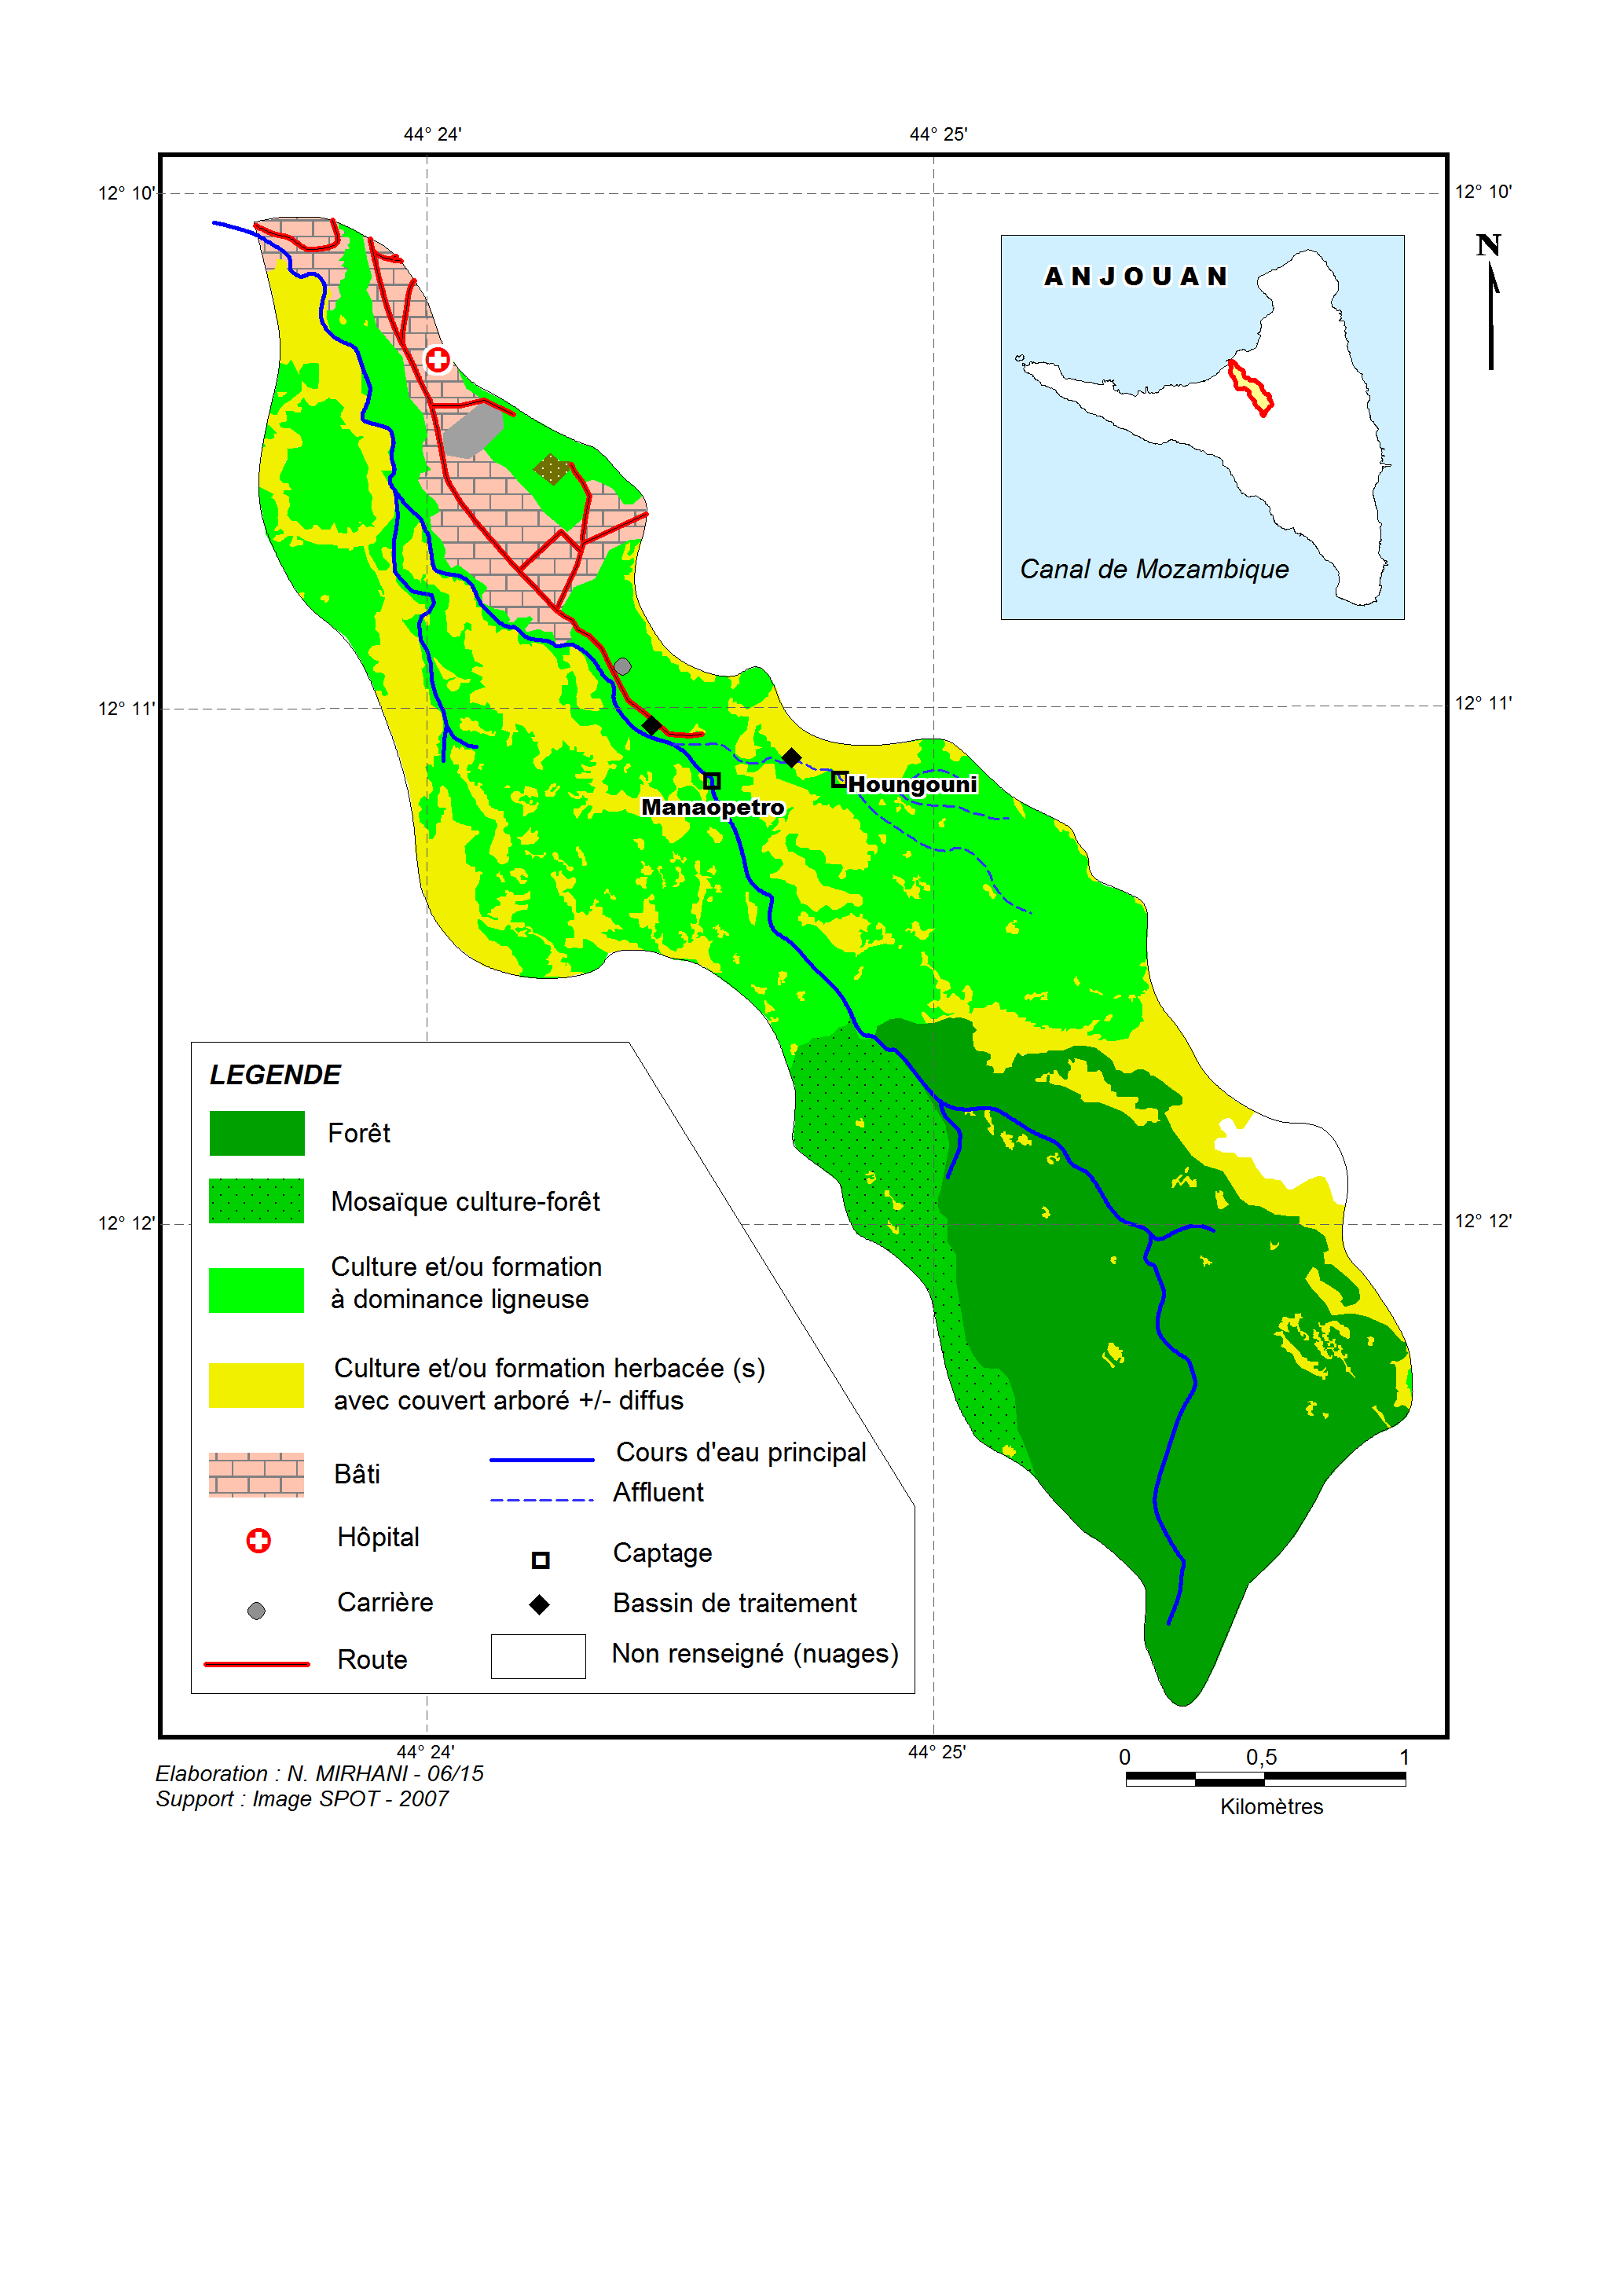 44° 24'
44° 25'
12° 10'
12° 10'
N
ANJOUAN
Canal de Mozambique
12° 11'
12° 11'
Houngouni
Manaopetro
LEGENDE
Forêt
Mosaïque culture-forêt
12° 12'
12° 12'
Culture et/ou formation
à dominance ligneuse
Culture et/ou formation herbacée (s)
avec couvert arboré +/- diffus
Bâti
Cours d'eau principal
Affluent
Hôpital
Captage
Carrière
Bassin de traitement
Route
Non renseigné (nuages)
44° 24'
44° 25'
0 0,5 1
Kilomètres
Elaboration : N. MIRHANI - 06/15
Support : Image SPOT - 2007